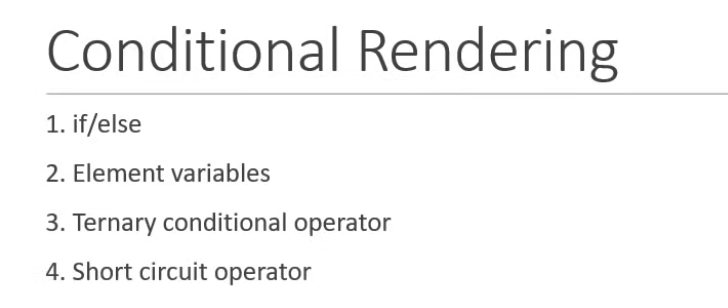 Conditional Rendering
1. if/else
2. Element variables
3. Ternary conditional operator
4. Short circuit operator